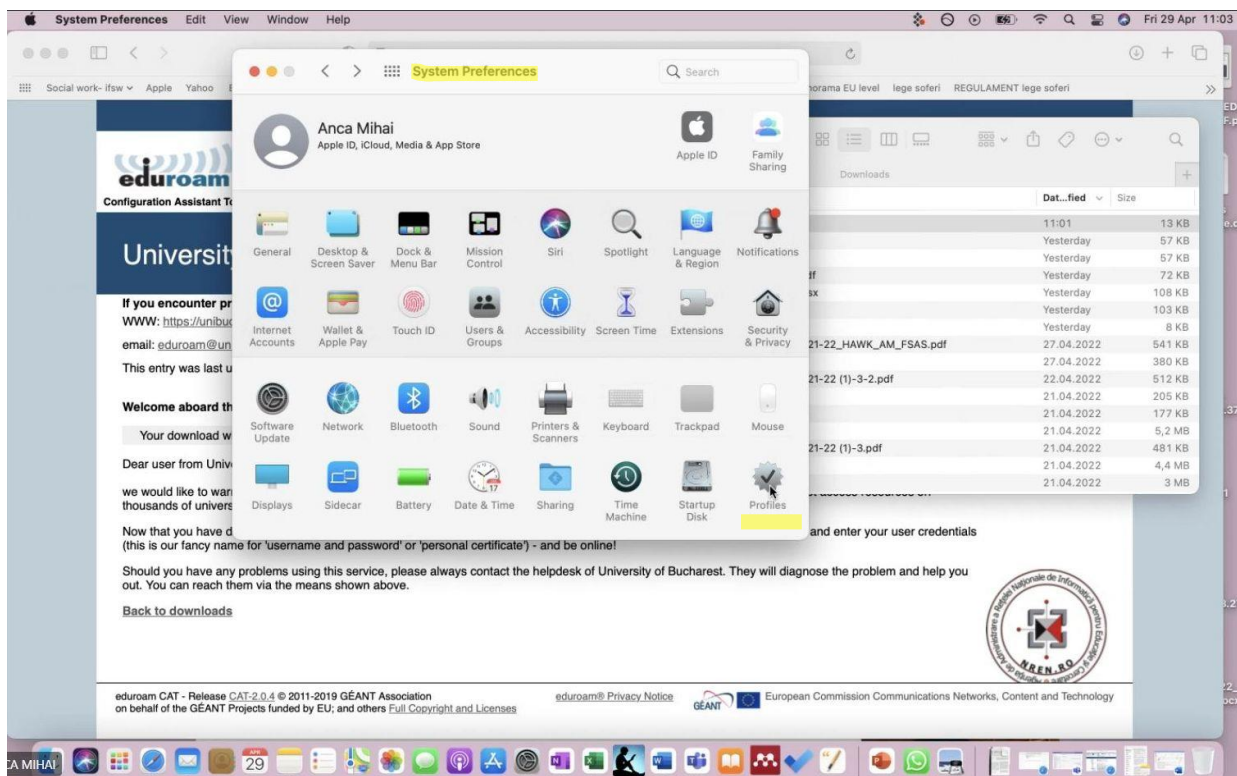 System Preferences Edit View Window Help
Fri 29 Apr 11:03
Social work- ifsw Apple Yahoo
norama EU level lege soferi REGULAMENT lege soferi
System Preferences
Search
Anca Mihai
Apple ID, iCloud, Media & App Store
Apple ID
Family
Sharing
General
Desktop &
Screen Saver
Dock &
Menu Bar
Mission
Control
Siri
Spotlight
Language
& Region
Notifications
Internet
Accounts
Wallet &
Apple Pay
Touch ID
Users &
Groups
Accessibility
Screen Time
Extensions
Security
& Privacy
Software
Update
Network
Bluetooth
Sound
Printers &
Scanners
Keyboard
Trackpad
Mouse
Displays
Sidecar
Battery
Date & Time
Sharing
Time
Machine
Startup
Disk
Profiles
Downloads
Dat...fied Size
11:01 13 KB
Yesterday 57 KB
Yesterday 57 KB
df Yesterday 72 KB
sx Yesterday 108 KB
Yesterday 103 KB
Yesterday 8 KB
21-22_HAWK_AM_FSAS.pdf 27.04.2022 541 KB
27.04.2022 380 KB
21-22 (1)-3-2.pdf 22.04.2022 512 KB
21.04.2022 205 KB
21.04.2022 177 KB
21.04.2022 5,2 MB
21-22 (1)-3.pdf 21.04.2022 481 KB
21.04.2022 4,4 MB
21.04.2022 3 MB
eduroam
Configuration Assistant To
Universit
If you encounter pr
WWW: https://unibuc
email: eduroam@un
This entry was last u
Welcome aboard th
Your download w
Dear user from Unive
we would like to war
thousands of univers
Now that you have d
and enter your user credentials
(this is our fancy name for 'username and password' or 'personal certificate') - and be online!
Should you have any problems using this service, please always contact the helpdesk of University of Bucharest. They will diagnose the problem and help you
out. You can reach them via the means shown above.
Back to downloads
NREN.RO
eduroam CAT - Release CAT-2.0.4 © 2011-2019 GÉANT Association
on behalf of the GÉANT Projects funded by EU; and others Full Copyright and Licenses
eduroam® Privacy Notice
GÉANT
European Commission Communications Networks, Content and Technology
CA MIHAI
APR
29